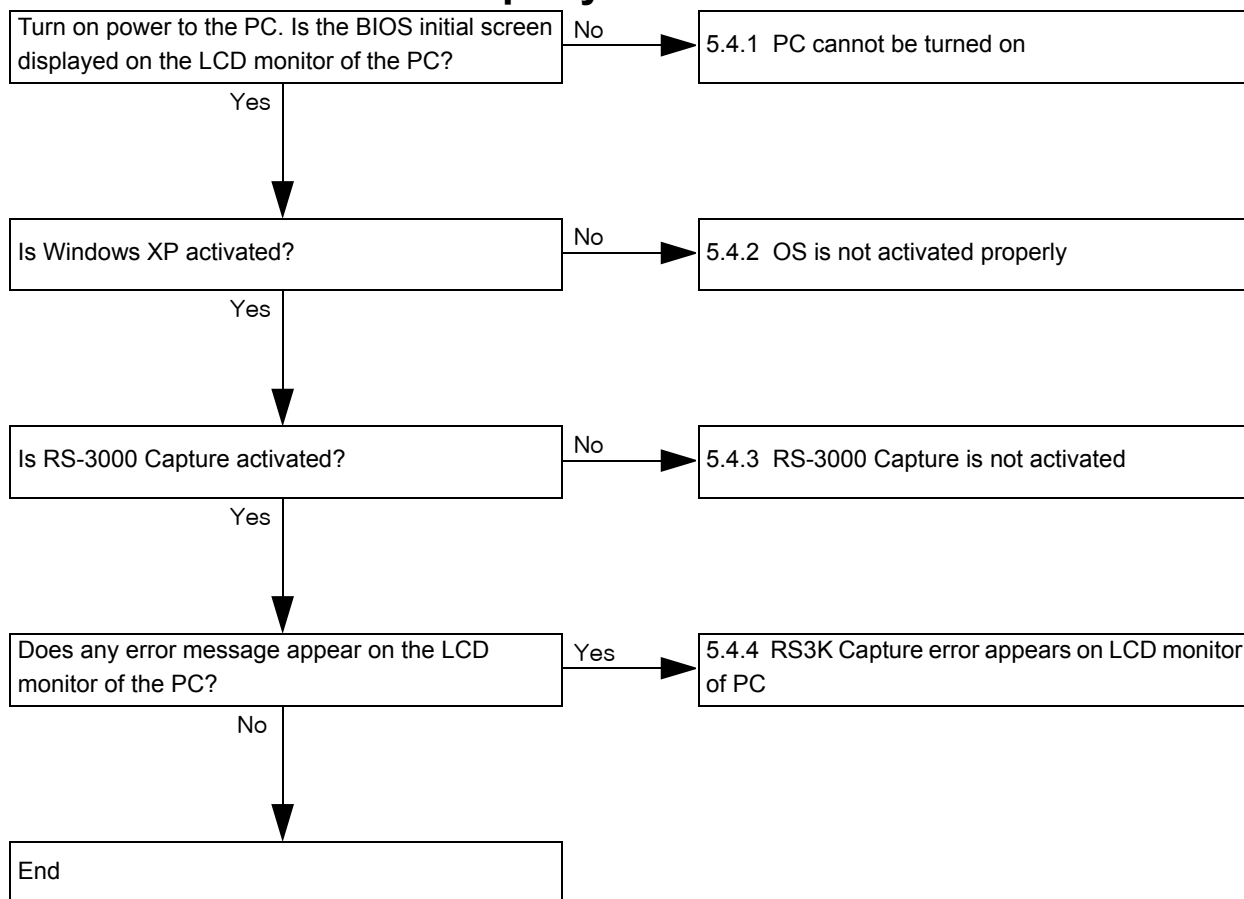 Turn on power to the PC. Is the BIOS initial screen
displayed on the LCD monitor of the PC?
No
5.4.1 PC cannot be turned on
Yes
Is Windows XP activated?
No
5.4.2 OS is not activated properly
Yes
Is RS-3000 Capture activated?
No
5.4.3 RS-3000 Capture is not activated
Yes
Does any error message appear on the LCD
monitor of the PC?
Yes
5.4.4 RS3K Capture error appears on LCD monitor
of PC
No
End